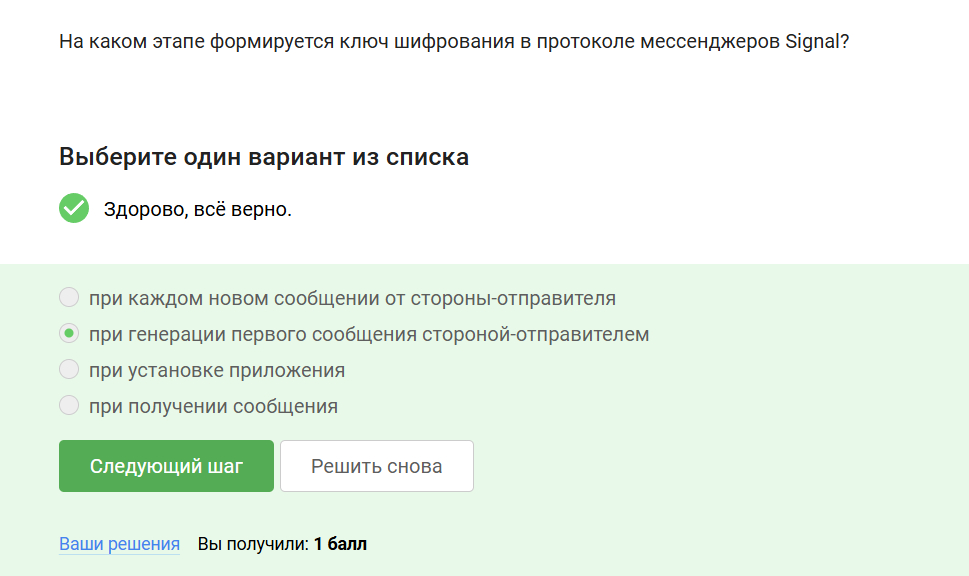 На каком этапе формируется ключ шифрования в протоколе мессенджеров Signal?
Выберите один вариант из списка
Здорово, всё верно.
при каждом новом сообщении от стороны-отправителя
при генерации первого сообщения стороной-отправителем
при установке приложения
при получении сообщения
Следующий шаг Решить снова
Ваши решения Вы получили: 1 балл